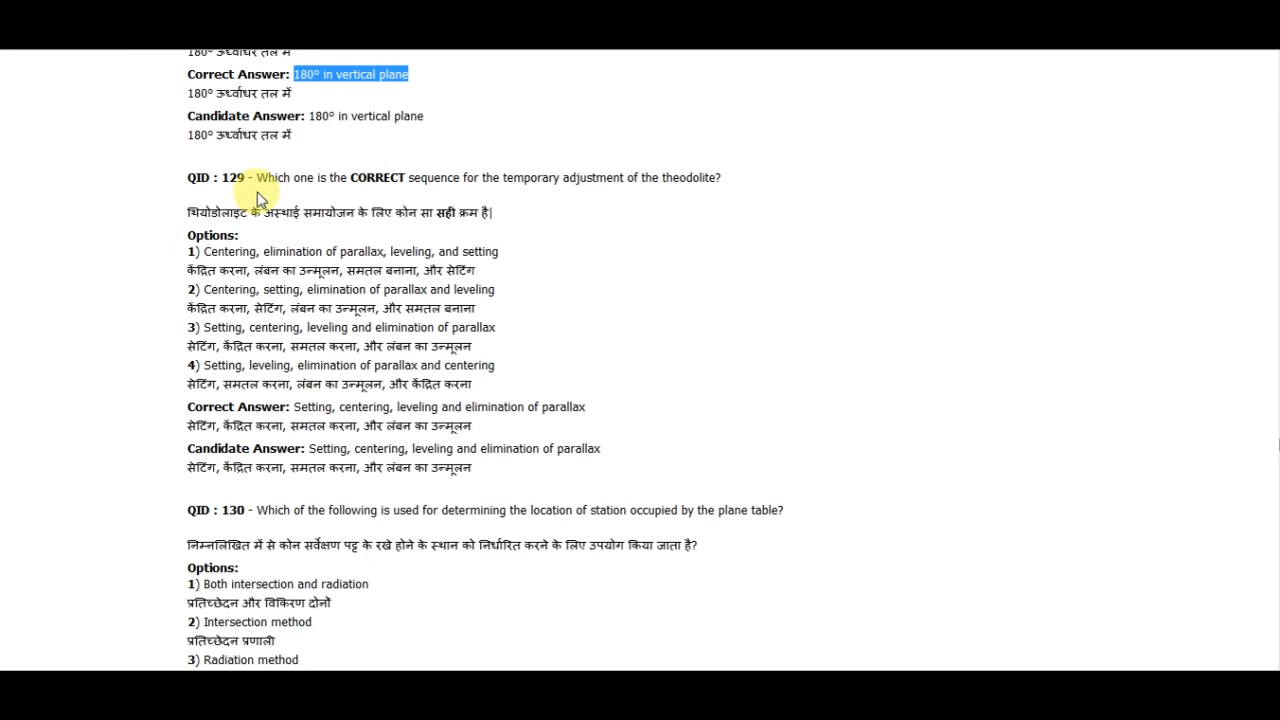 180° ऊर्ध्वाधर तल में
Correct Answer: 180° in vertical plane
180° ऊर्ध्वाधर तल में
Candidate Answer: 180° in vertical plane
180° ऊर्ध्वाधर तल में
QID : 129 - Which one is the CORRECT sequence for the temporary adjustment of the theodolite?
थियोडोलाइट के अस्थाई समायोजन के लिए कोन सा सही क्रम है|
Options:
1) Centering, elimination of parallax, leveling, and setting
केंद्रित करना, लंबन का उन्मूलन, समतल बनाना, और सेटिंग
2) Centering, setting, elimination of parallax and leveling
केंद्रित करना, सेटिंग, लंबन का उन्मूलन, और समतल बनाना
3) Setting, centering, leveling and elimination of parallax
सेटिंग, केंद्रित करना, समतल करना, और लंबन का उन्मूलन
4) Setting, leveling, elimination of parallax and centering
सेटिंग, समतल करना, लंबन का उन्मूलन, और केंद्रित करना
Correct Answer: Setting, centering, leveling and elimination of parallax
सेटिंग, केंद्रित करना, समतल करना, और लंबन का उन्मूलन
Candidate Answer: Setting, centering, leveling and elimination of parallax
सेटिंग, केंद्रित करना, समतल करना, और लंबन का उन्मूलन
QID : 130 - Which of the following is used for determining the location of station occupied by the plane table?
निम्नलिखित में से कोन सर्वेक्षण पट्ट के रखे होने के स्थान को निर्धारित करने के लिए उपयोग किया जाता है?
Options:
1) Both intersection and radiation
प्रतिच्छेदन और विकिरण दोनों
2) Intersection method
प्रतिच्छेदन प्रणाली
3) Radiation method